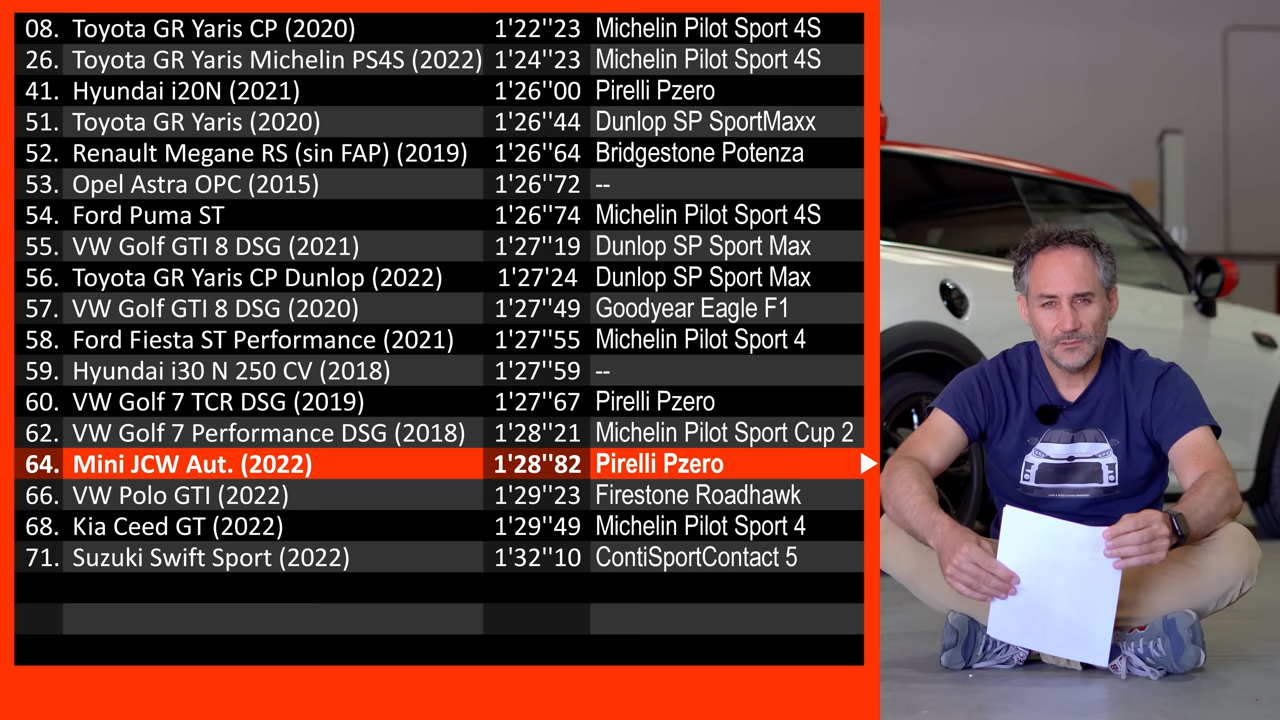 08. Toyota GR Yaris CP (2020) 1'22''23 Michelin Pilot Sport 4S
26. Toyota GR Yaris Michelin PS4S (2022) 1'24''23 Michelin Pilot Sport 4S
41. Hyundai i20N (2021) 1'26''00 Pirelli Pzero
51. Toyota GR Yaris (2020) 1'26''44 Dunlop SP SportMaxx
52. Renault Megane RS (sin FAP) (2019) 1'26''64 Bridgestone Potenza
53. Opel Astra OPC (2015) 1'26''72 --
54. Ford Puma ST 1'26''74 Michelin Pilot Sport 4S
55. VW Golf GTI 8 DSG (2021) 1'27''19 Dunlop SP Sport Max
56. Toyota GR Yaris CP Dunlop (2022) 1'27'24 Dunlop SP Sport Max
57. VW Golf GTI 8 DSG (2020) 1'27''49 Goodyear Eagle F1
58. Ford Fiesta ST Performance (2021) 1'27''55 Michelin Pilot Sport 4
59. Hyundai i30 N 250 CV (2018) 1'27''59 --
60. VW Golf 7 TCR DSG (2019) 1'27''67 Pirelli Pzero
62. VW Golf 7 Performance DSG (2018) 1'28''21 Michelin Pilot Sport Cup 2
64. Mini JCW Aut. (2022) 1'28''82 Pirelli Pzero
66. VW Polo GTI (2022) 1'29''23 Firestone Roadhawk
68. Kia Ceed GT (2022) 1'29''49 Michelin Pilot Sport 4
71. Suzuki Swift Sport (2022) 1'32''10 ContiSportContact 5